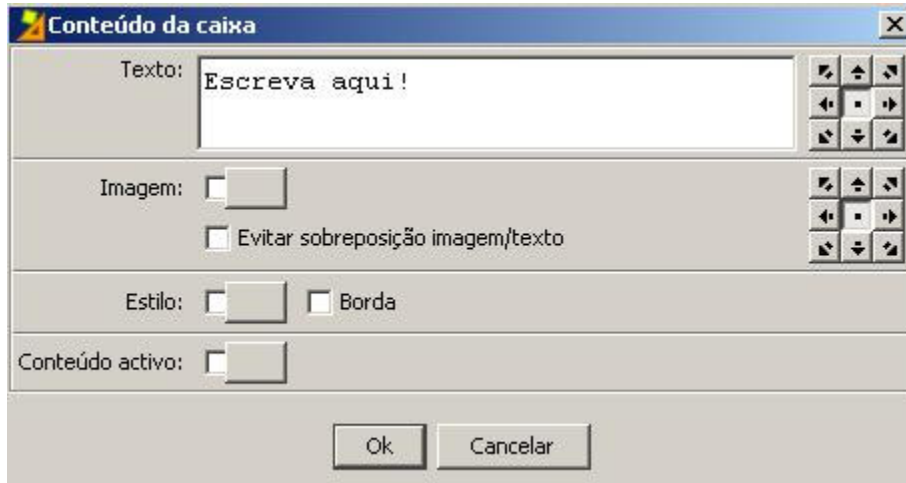 Conteúdo da caixa
Texto:
Escreva aqui!
Imagem:
Evitar sobreposição imagem/texto
Estilo:
Borda
Conteúdo activo:
Ok
Cancelar